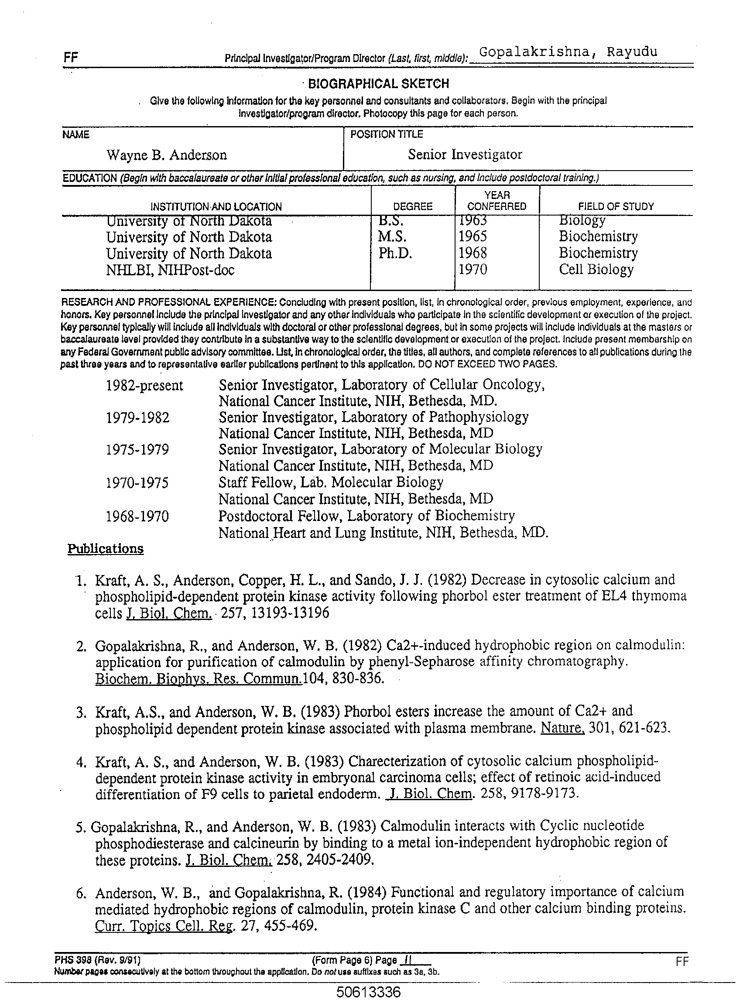 FF
Principal Investigator/Program Director (Last, first, middle): Gopalakrishna, Rayudu
BIOGRAPHICAL SKETCH
Give the following information for the key personnel and consultants and collaborators. Begin with the principal
investigator/program director. Photocopy this page for each person.
NAME POSITION TITLE
Wayne B. Anderson Senior Investigator
EDUCATION (Begin with baccalaureate or other initial professional education, such as nursing, and include postdoctoral training.)
YEAR
INSTITUTION AND LOCATION DEGREE CONFERRED FIELD OF STUDY
University of North Dakota B.S. 1963 Biology
University of North Dakota M.S. 1965 Biochemistry
University of North Dakota Ph.D. 1968 Biochemistry
NHLBI, NIHPost-doc 1970 Cell Biology
RESEARCH AND PROFESSIONAL EXPERIENCE: Concluding with present position, list, in chronological order, previous employment, experience, and
honors. Key personnel include the principal investigator and any other individuals who participate in the scientific development or execution of the project.
Key personnel typically will include all individuals with doctoral or other professional degrees, but in some projects will include individuals at the masters or
baccalaureate level provided they contribute in a substantive way to the scientific development or execution of the project. Include present membership on
any Federal Government public advisory committee. List, in chronological order, the titles, all authors, and complete references to all publications during the
past three years and to representative earlier publications pertinent to this application. DO NOT EXCEED TWO PAGES.
1982-present Senior Investigator, Laboratory of Cellular Oncology,
National Cancer Institute, NIH, Bethesda, MD.
1979-1982 Senior Investigator, Laboratory of Pathophysiology
National Cancer Institute, NIH, Bethesda, MD
1975-1979 Senior Investigator, Laboratory of Molecular Biology
National Cancer Institute, NIH, Bethesda, MD
1970-1975 Staff Fellow, Lab. Molecular Biology
National Cancer Institute, NIH, Bethesda, MD
1968-1970 Postdoctoral Fellow, Laboratory of Biochemistry
National Heart and Lung Institute, NIH, Bethesda, MD.
Publications
1. Kraft, A. S., Anderson, Copper, H. L., and Sando, J. J. (1982) Decrease in cytosolic calcium and
phospholipid-dependent protein kinase activity following phorbol ester treatment of EL4 thymoma
cells J. Biol. Chem. 257, 13193-13196
2. Gopalakrishna, R., and Anderson, W. B. (1982) Ca2+-induced hydrophobic region on calmodulin:
application for purification of calmodulin by phenyl-Sepharose affinity chromatography.
Biochem. Biophys. Res. Commun.104, 830-836.
3. Kraft, A.S., and Anderson, W. B. (1983) Phorbol esters increase the amount of Ca2+ and
phospholipid dependent protein kinase associated with plasma membrane. Nature, 301, 621-623.
4. Kraft, A. S., and Anderson, W. B. (1983) Charecterization of cytosolic calcium phospholipid-
dependent protein kinase activity in embryonal carcinoma cells; effect of retinoic acid-induced
differentiation of F9 cells to parietal endoderm. J. Biol. Chem. 258, 9178-9173.
5. Gopalakrishna, R., and Anderson, W. B. (1983) Calmodulin interacts with Cyclic nucleotide
phosphodiesterase and calcineurin by binding to a metal ion-independent hydrophobic region of
these proteins. J. Biol. Chem. 258, 2405-2409.
6. Anderson, W. B., and Gopalakrishna, R. (1984) Functional and regulatory importance of calcium
mediated hydrophobic regions of calmodulin, protein kinase C and other calcium binding proteins.
Curr. Topics Cell. Reg. 27, 455-469.
PHS 398 (Rev. 9/91) (Form Page 6) Page 11 FF
Number pages consecutively at the bottom throughout the application. Do not use suffixes such as 3a, 3b.
50613336